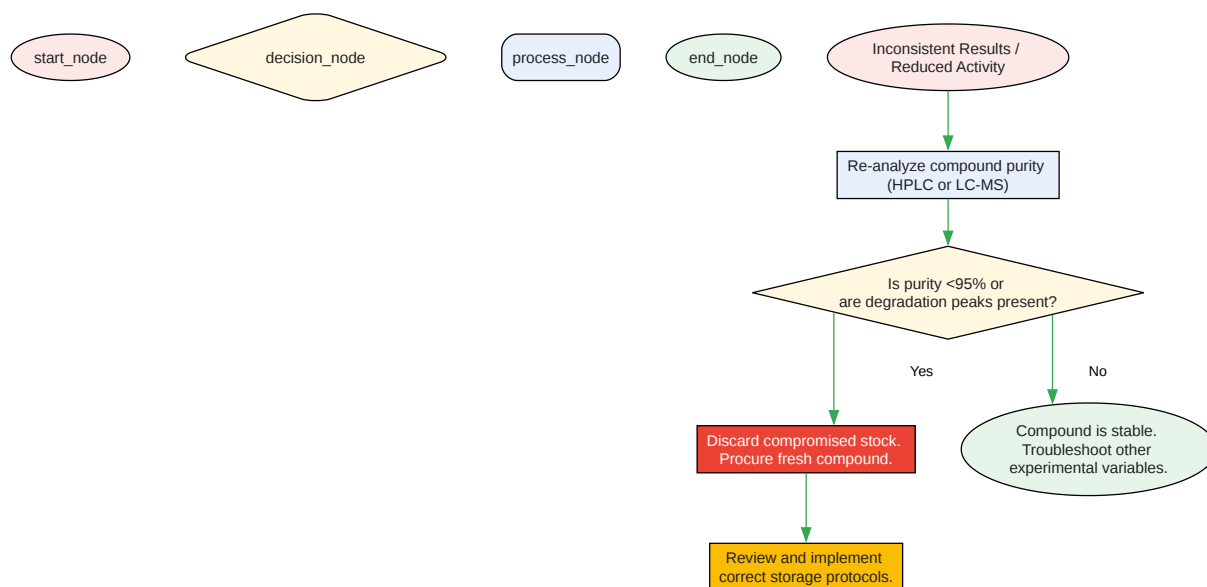 start_node
decision_node
process_node
end_node
Inconsistent Results /
Reduced Activity
Re-analyze compound purity
(HPLC or LC-MS)
Is purity <95% or
are degradation peaks present?
Yes
No
Discard compromised stock.
Procure fresh compound.
Compound is stable.
Troubleshoot other
experimental variables.
Review and implement
correct storage protocols.